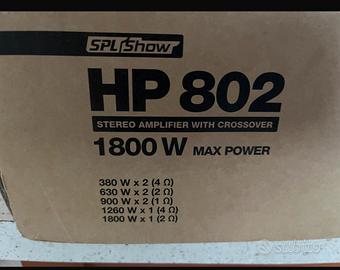 SPL Show
HP 802
STEREO AMPLIFIER WITH CROSSOVER
1800 W MAX POWER
380 W x 2 (4 Ω)
630 W x 2 (2 Ω)
900 W x 2 (1 Ω)
1260 W x 1 (4 Ω)
1800 W x 1 (2 Ω)
subito